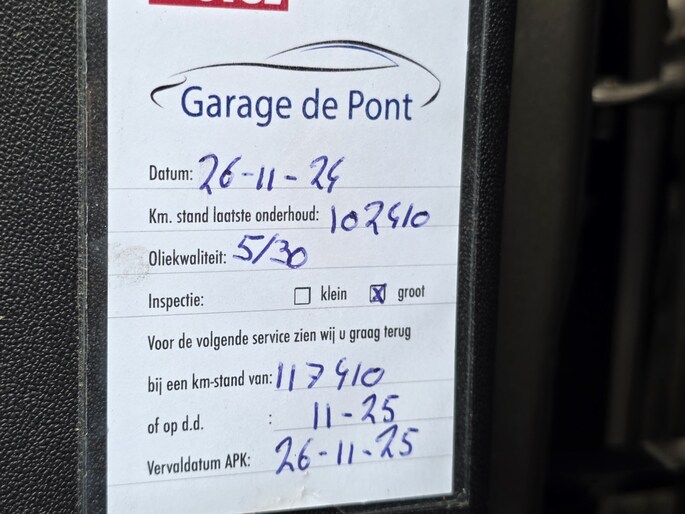 Garage de Pont
Datum: 26-11-24
Km. stand laatste onderhoud: 102410
Oliekwaliteit: 5/30
Inspectie: ☐ klein ☒ groot
Voor de volgende service zien wij u graag terug
bij een km-stand van: 117410
of op d.d. : 11-25
Vervaldatum APK: 26-11-25